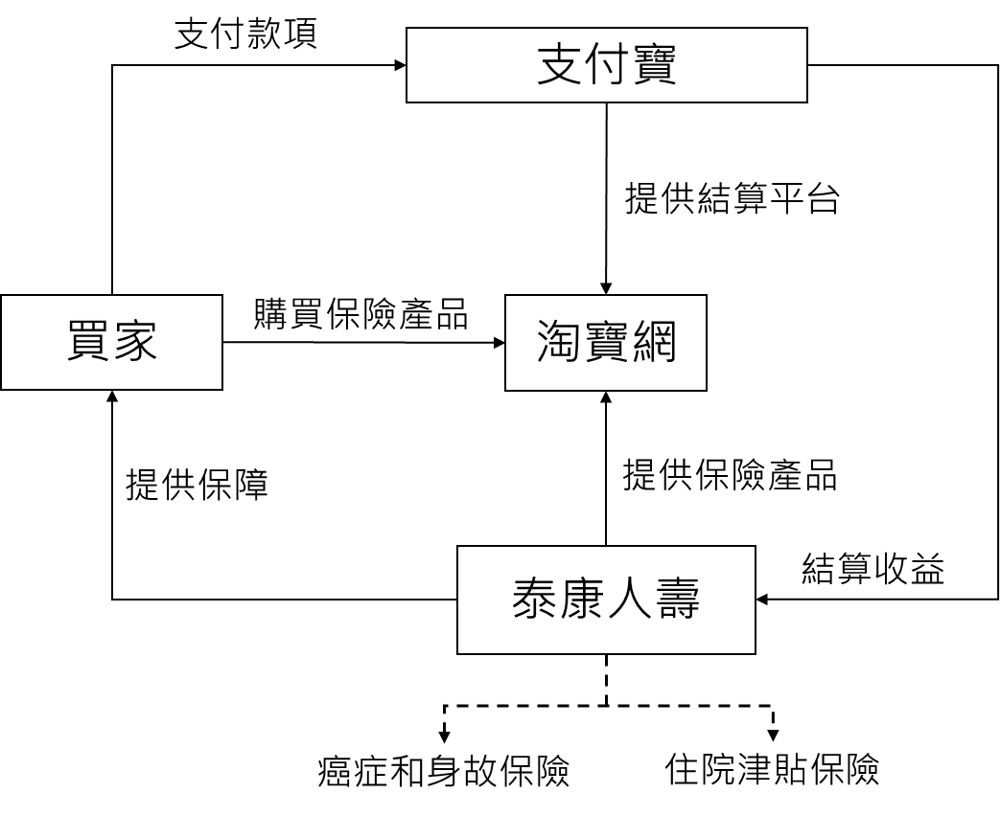 支付款項
支付寶
提供結算平台
購買保險產品
買家
淘寶網
提供保障
提供保險產品
結算收益
泰康人壽
癌症和身故保險
住院津貼保險